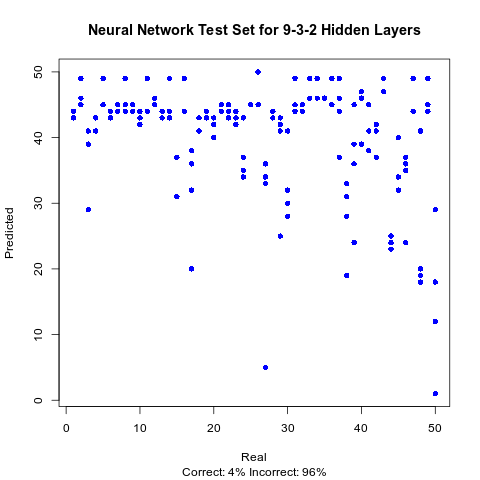 Neural Network Test Set for 9-3-2 Hidden Layers
Predicted
50
40
30
20
10
0
0 10 20 30 40 50
Real
Correct: 4% Incorrect: 96%